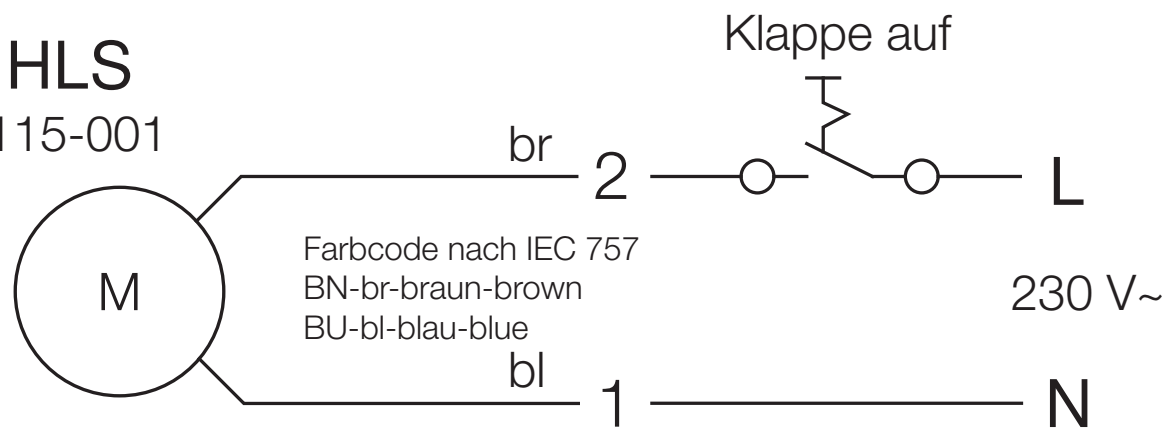 Klappe auf
HLS
115-001
br
2
L
Farbcode nach IEC 757
BN-br-braun-brown
BU-bl-blau-blue
M
230 V~
bl
1
N